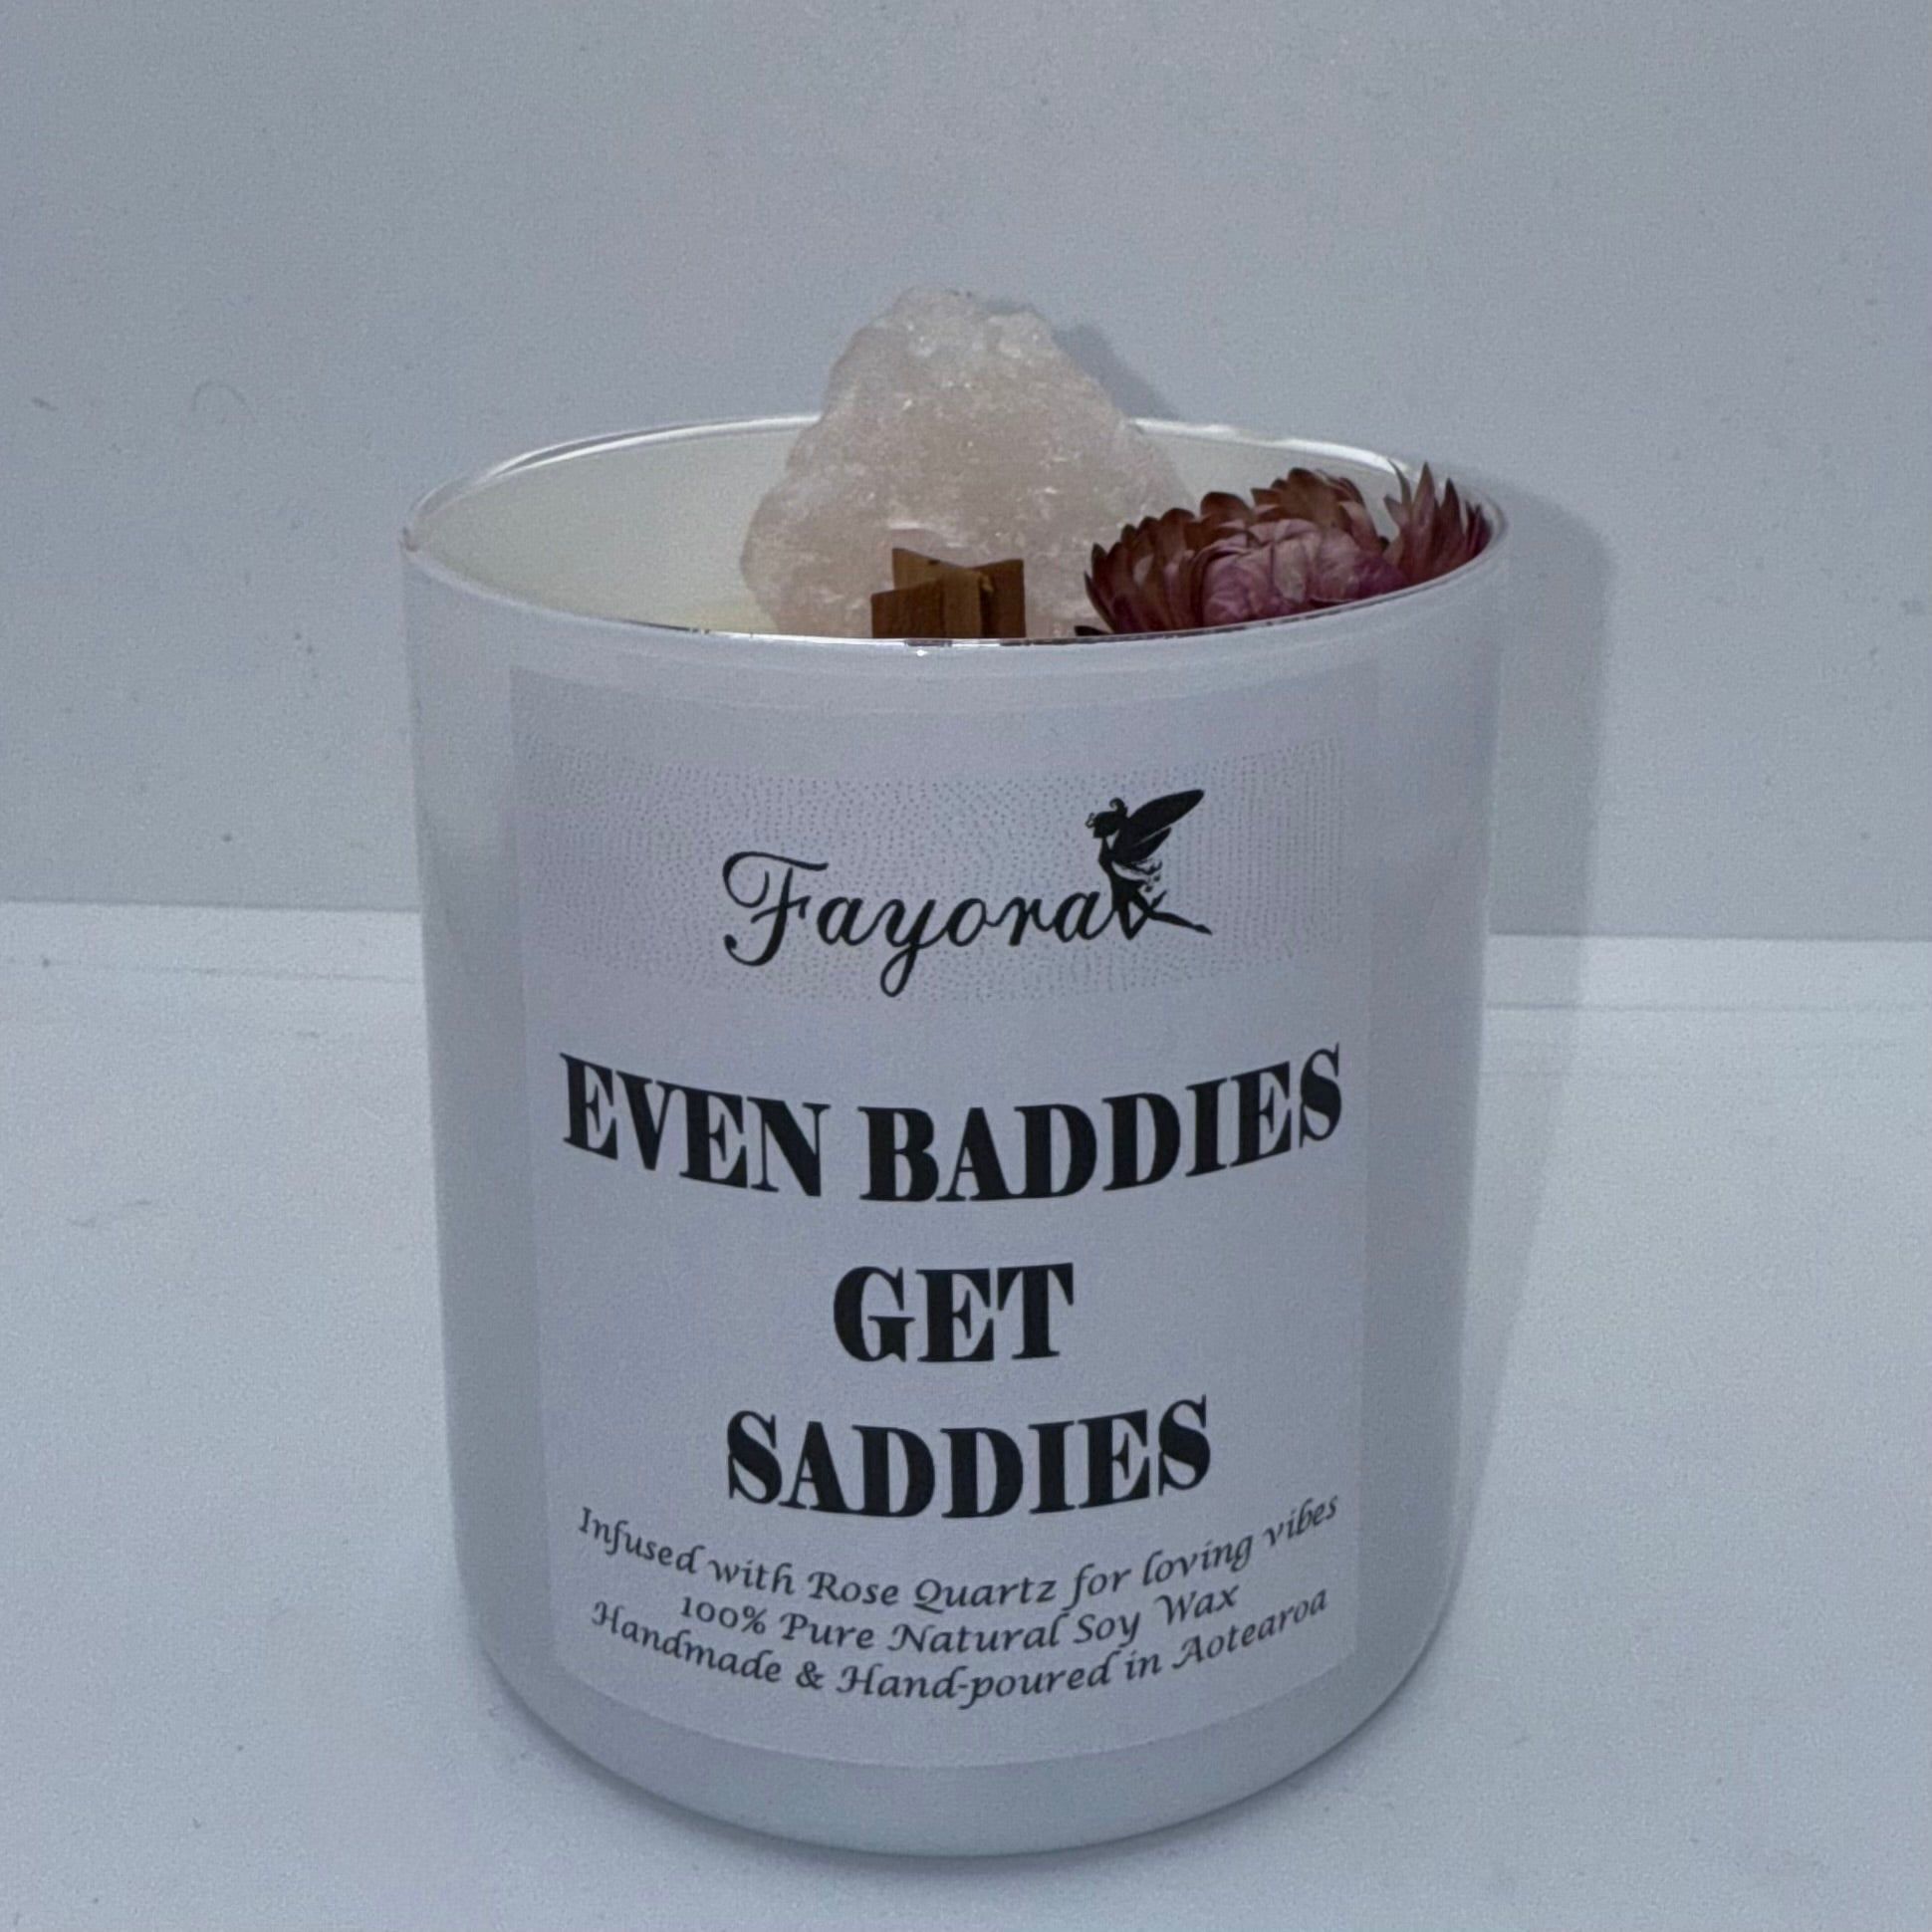 Fayora
EVEN BADDIES
GET
SADDIES
Infused with Rose Quartz for loving vibes
100% Pure Natural Soy Wax
Handmade & Hand-poured in Aotearoa